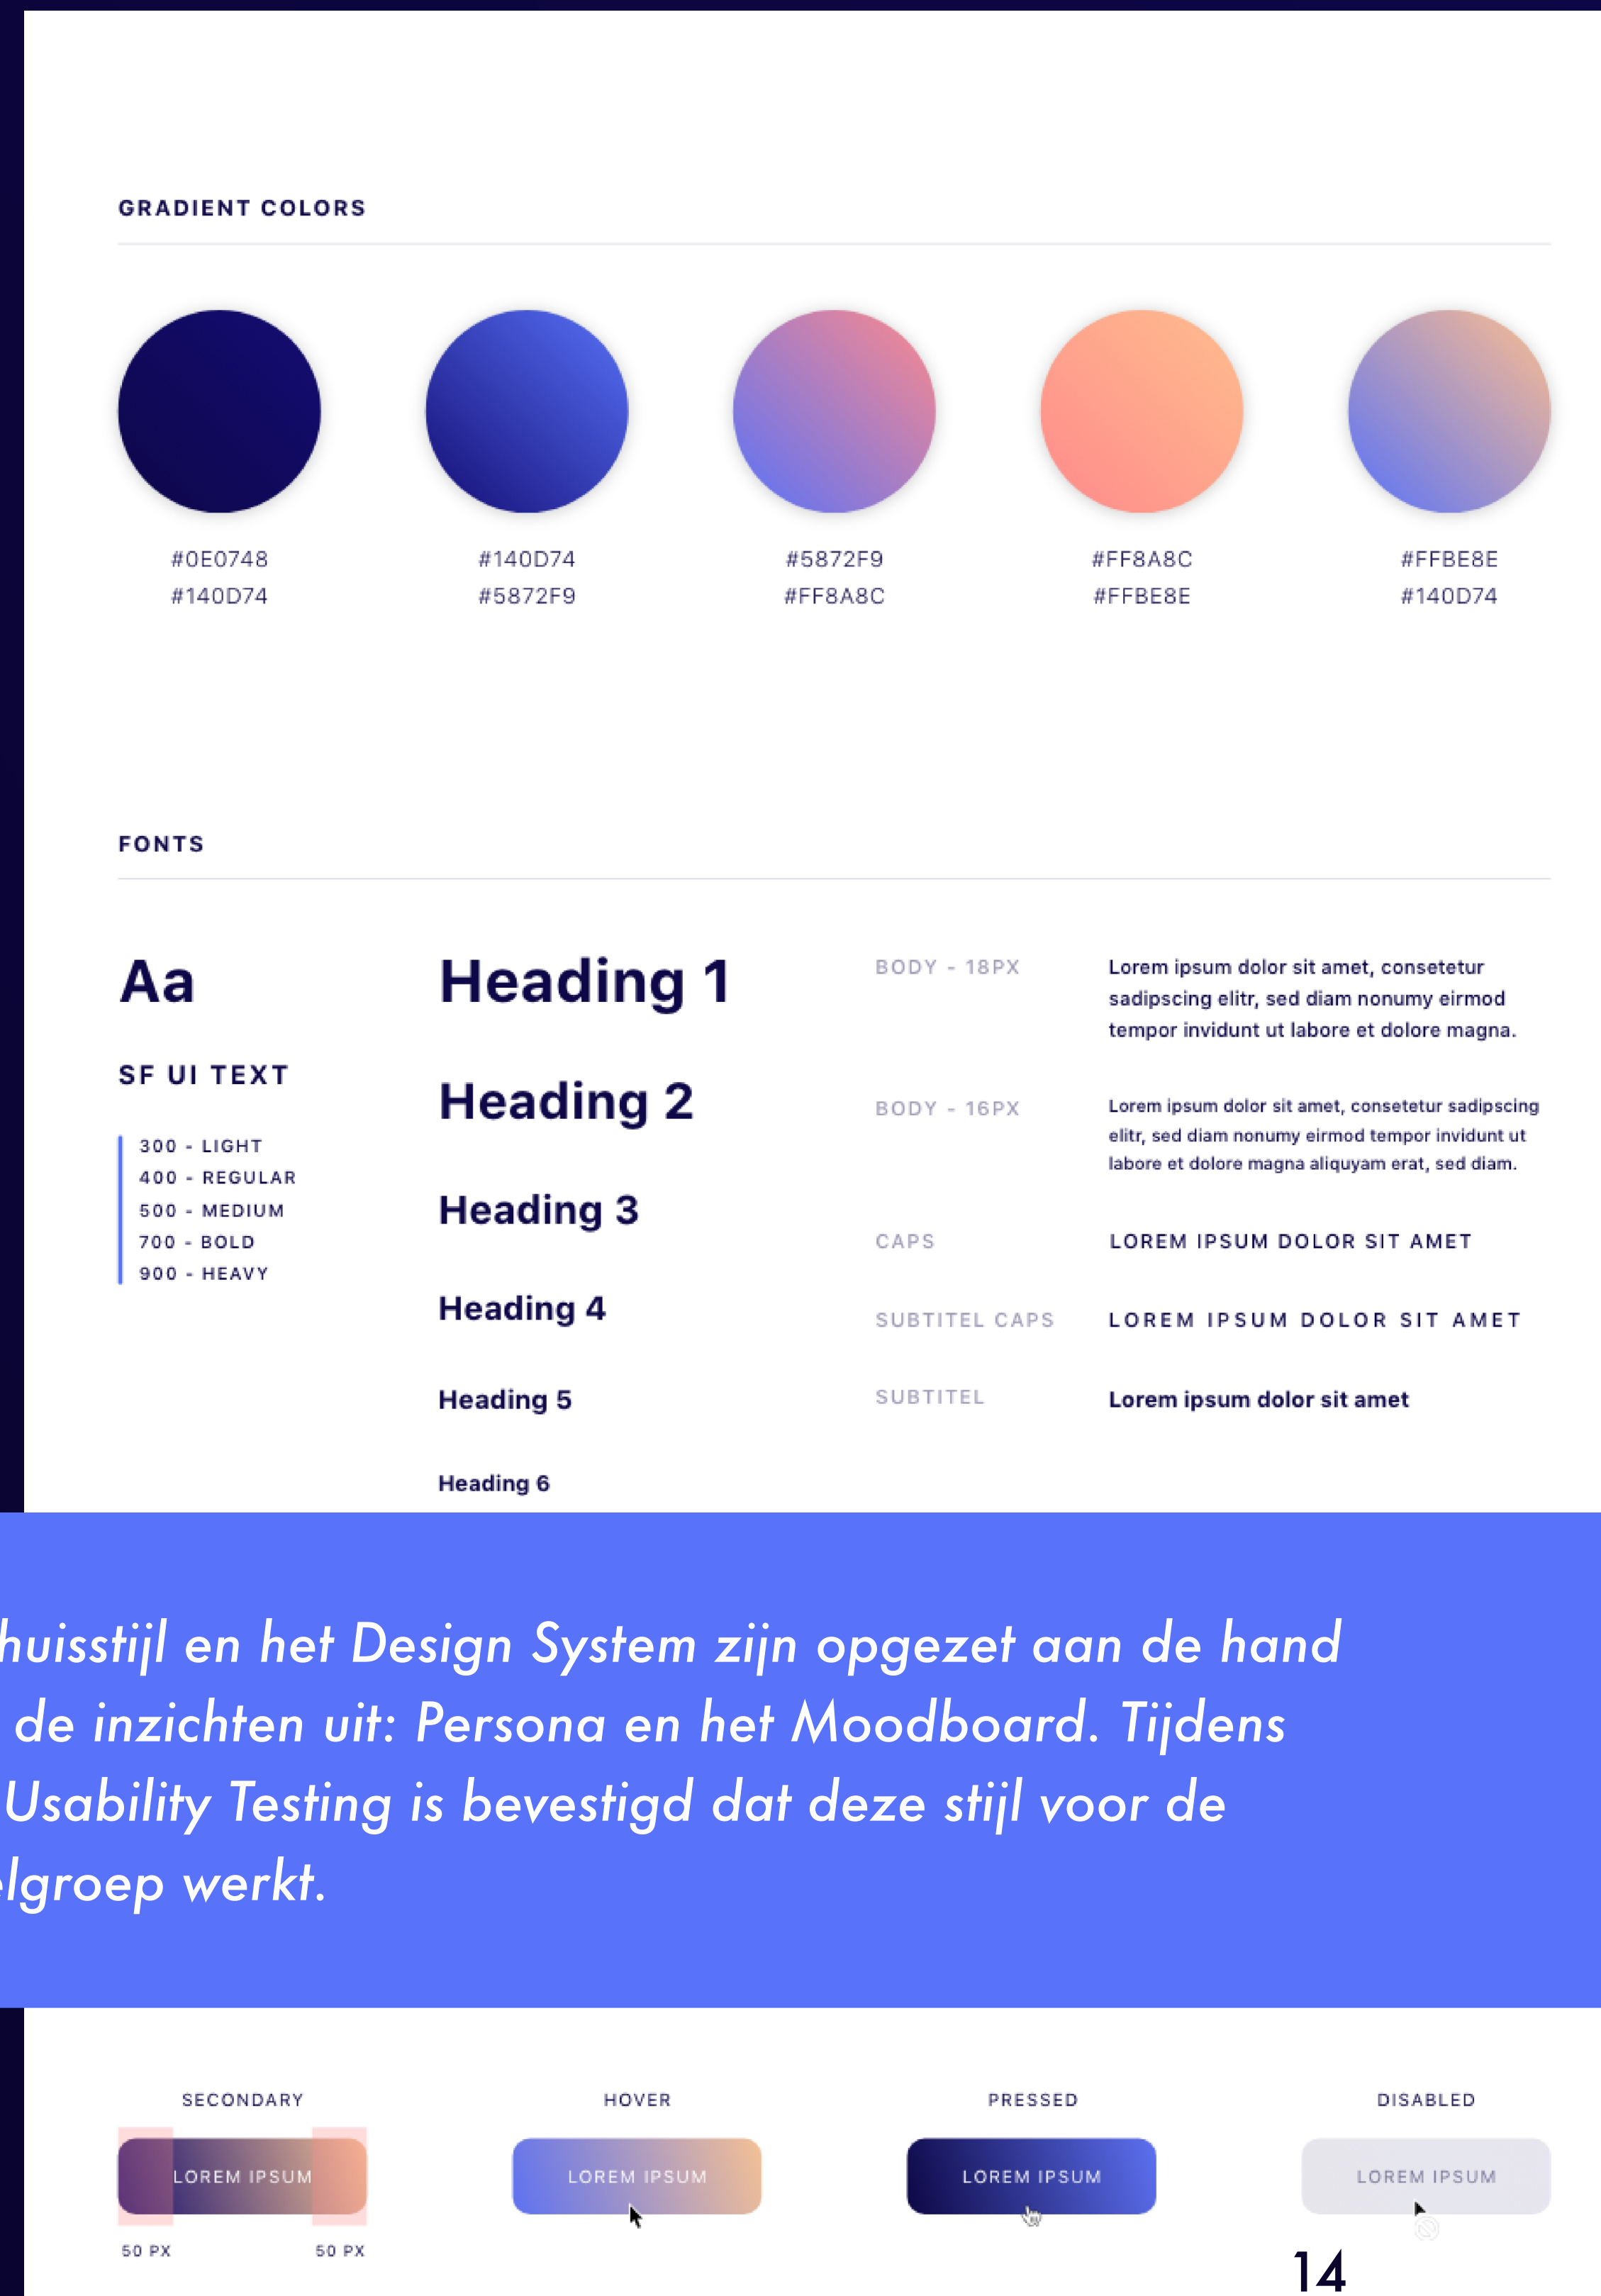 GRADIENT COLORS
#0E0748 #140D74 #5872F9 #FF8A8C #FFBE8E
#140D74 #5872F9 #FF8A8C #FFBE8E #140D74
FONTS
Aa
SF UI TEXT
300 - LIGHT
400 - REGULAR
500 - MEDIUM
700 - BOLD
900 - HEAVY
Heading 1
Heading 2
Heading 3
Heading 4
Heading 5
Heading 6
BODY - 18PX
Lorem ipsum dolor sit amet, consetetur
sadipscing elitr, sed diam nonumy eirmod
tempor invidunt ut labore et dolore magna.
BODY - 16PX
Lorem ipsum dolor sit amet, consetetur sadipscing
elitr, sed diam nonumy eirmod tempor invidunt ut
labore et dolore magna aliquyam erat, sed diam.
CAPS
LOREM IPSUM DOLOR SIT AMET
SUBTITEL CAPS
LOREM IPSUM DOLOR SIT AMET
SUBTITEL
Lorem ipsum dolor sit amet
huisstijl en het Design System zijn opgezet aan de hand
de inzichten uit: Persona en het Moodboard. Tijdens
Usability Testing is bevestigd dat deze stijl voor de
elgroep werkt.
SECONDARY HOVER PRESSED DISABLED
LOREM IPSUM LOREM IPSUM LOREM IPSUM LOREM IPSUM
50 PX 50 PX
14